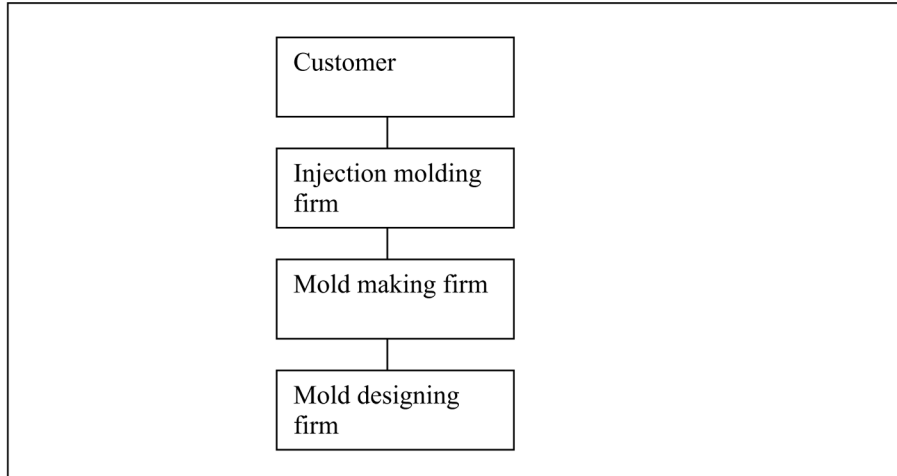 Customer
Injection molding
firm
Mold making firm
Mold designing
firm